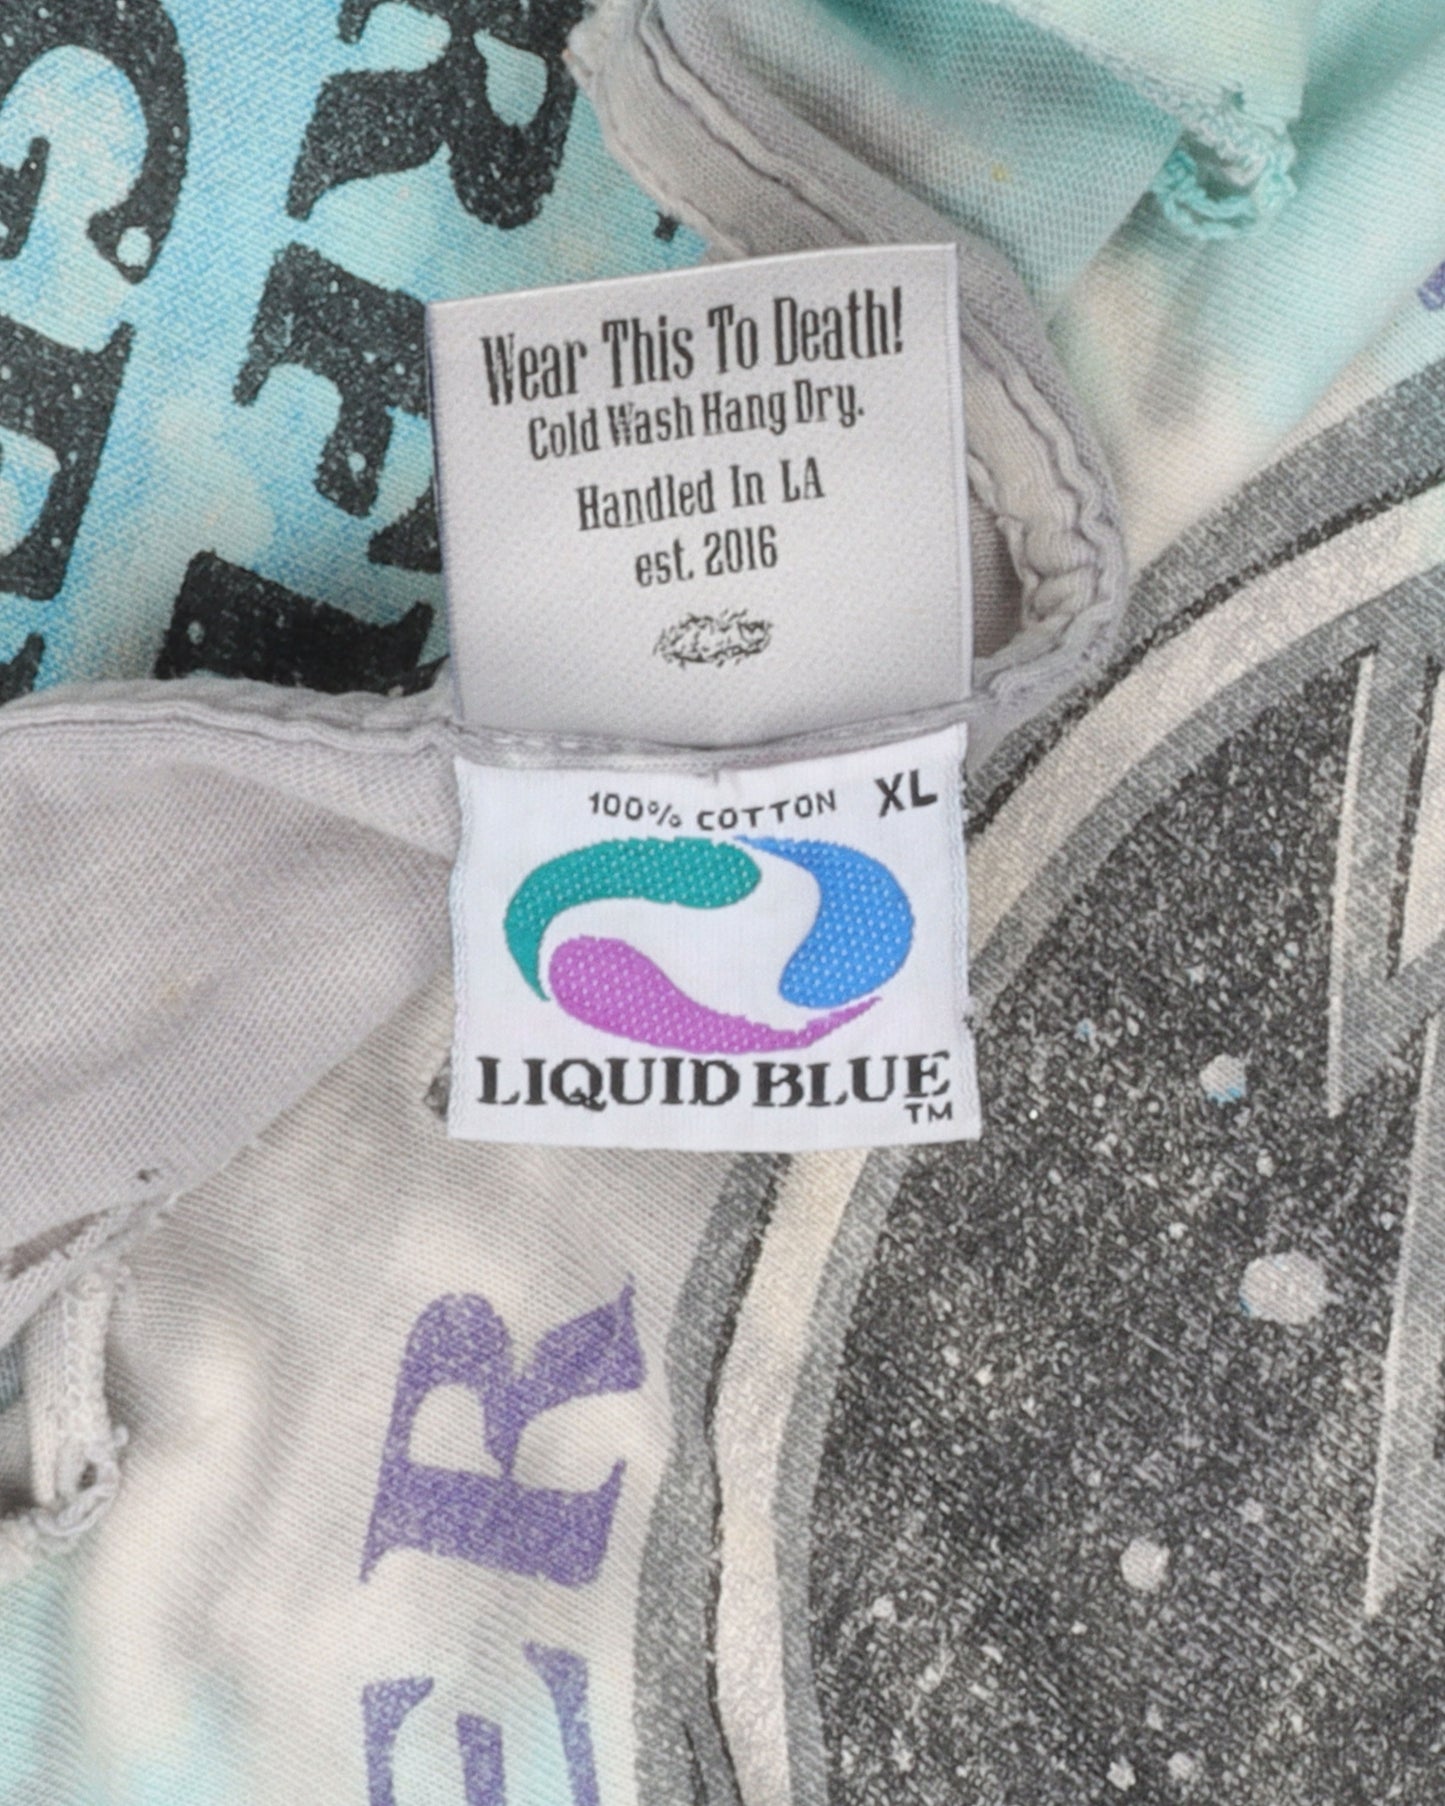 Wear This To Death!
Cold Wash Hang Dry.
Handled In LA
est. 2016
100% COTTON XL
LIQUID BLUE
TM
R
E